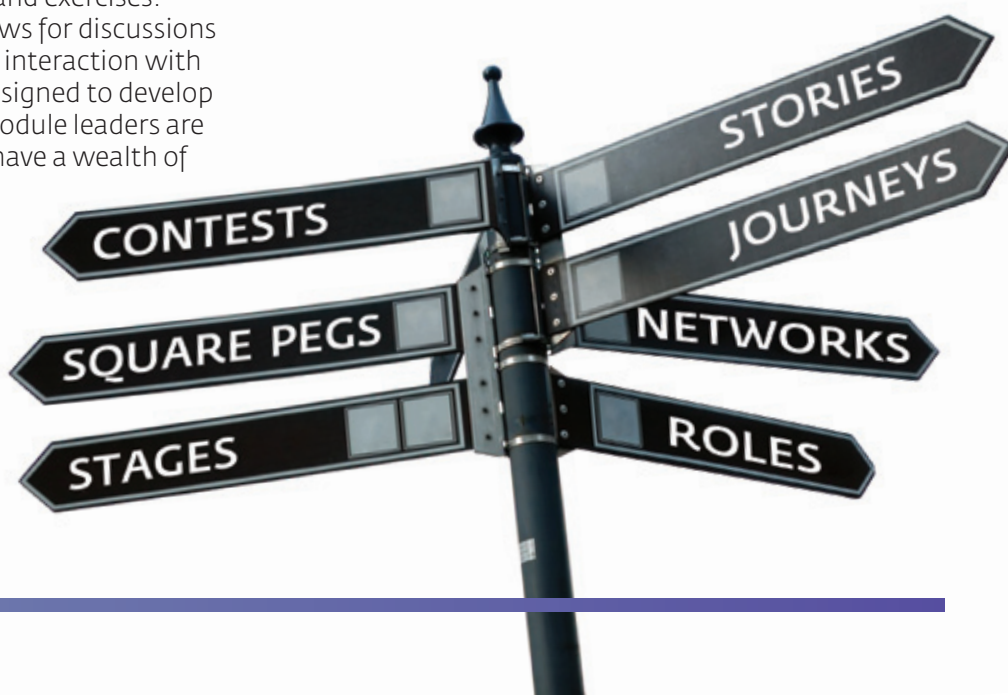 and exercises.
ws for discussions
interaction with
signed to develop
odule leaders are
have a wealth of
STORIES
JOURNEYS
CONTESTS
SQUARE PEGS
NETWORKS
STAGES
ROLES